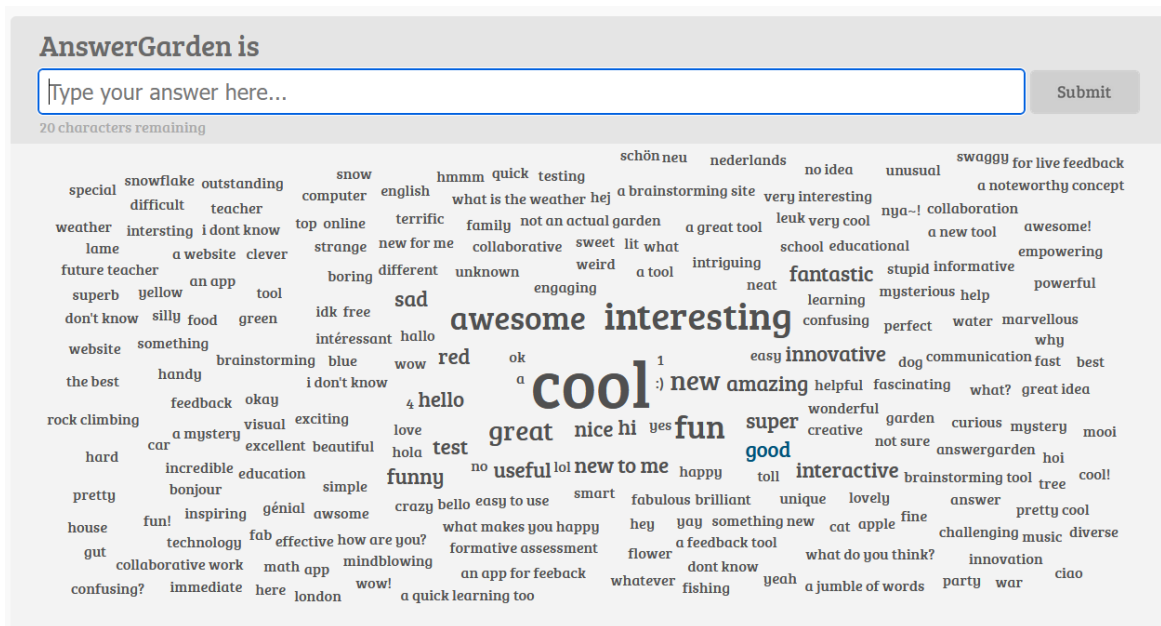 AnswerGarden is
Type your answer here...
Submit
20 characters remaining
schön neu nederlands no idea unusual swaggy for live feedback
special snowflake outstanding snow computer english hmmm quick testing a brainstorming site very interesting a noteworthy concept
difficult teacher what is the weather hej nya~! collaboration
weather intersting i dont know top online terrific family not an actual garden a great tool leuk very cool a new tool awesome!
lame a website clever strange new for me collaborative sweet lit what school educational empowering
future teacher an app boring different unknown weird a tool intriguing fantastic stupid informative
superb yellow tool engaging neat learning mysterious help powerful
don't know silly food green idk free sad awesome interesting confusing perfect water marvellous
website something intéressant hallo why
brainstorming blue wow red ok 1 easy innovative dog communication fast best
the best handy i don't know a cool :) new amazing helpful fascinating what? great idea
feedback okay 4 hello wonderful
rock climbing visual exciting love great nice hi yes fun super creative garden curious mystery mooi
car a mystery excellent beautiful hola test good not sure answergarden hoi
hard incredible education funny no useful lol new to me happy toll interactive brainstorming tool tree cool!
pretty bonjour simple crazy bello easy to use smart fabulous brilliant unique lovely answer pretty cool
house fun! inspiring génial awsome what makes you happy hey yay something new cat apple fine challenging music diverse
gut technology fab effective how are you? formative assessment flower a feedback tool what do you think? innovation
collaborative work math app mindblowing an app for feeback whatever dont know yeah a jumble of words party war ciao
confusing? immediate here london wow! a quick learning too fishing